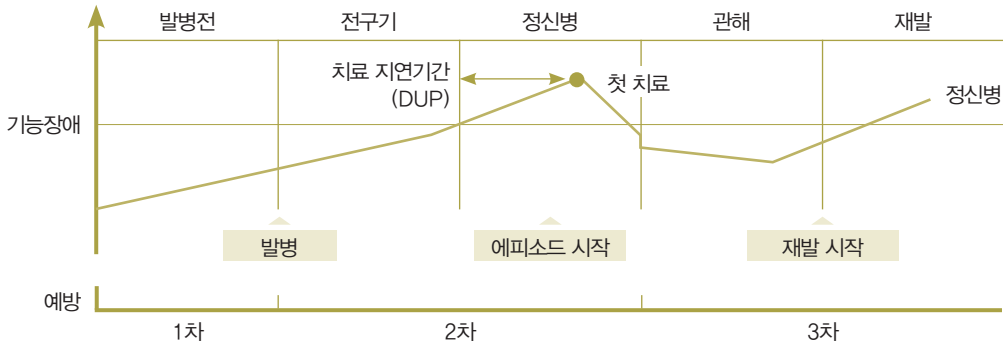 발병전 전구기 정신병 관해 재발
치료 지연기간
(DUP)
첫 치료
정신병
기능장애
발병 에피소드 시작 재발 시작
예방
1차 2차 3차